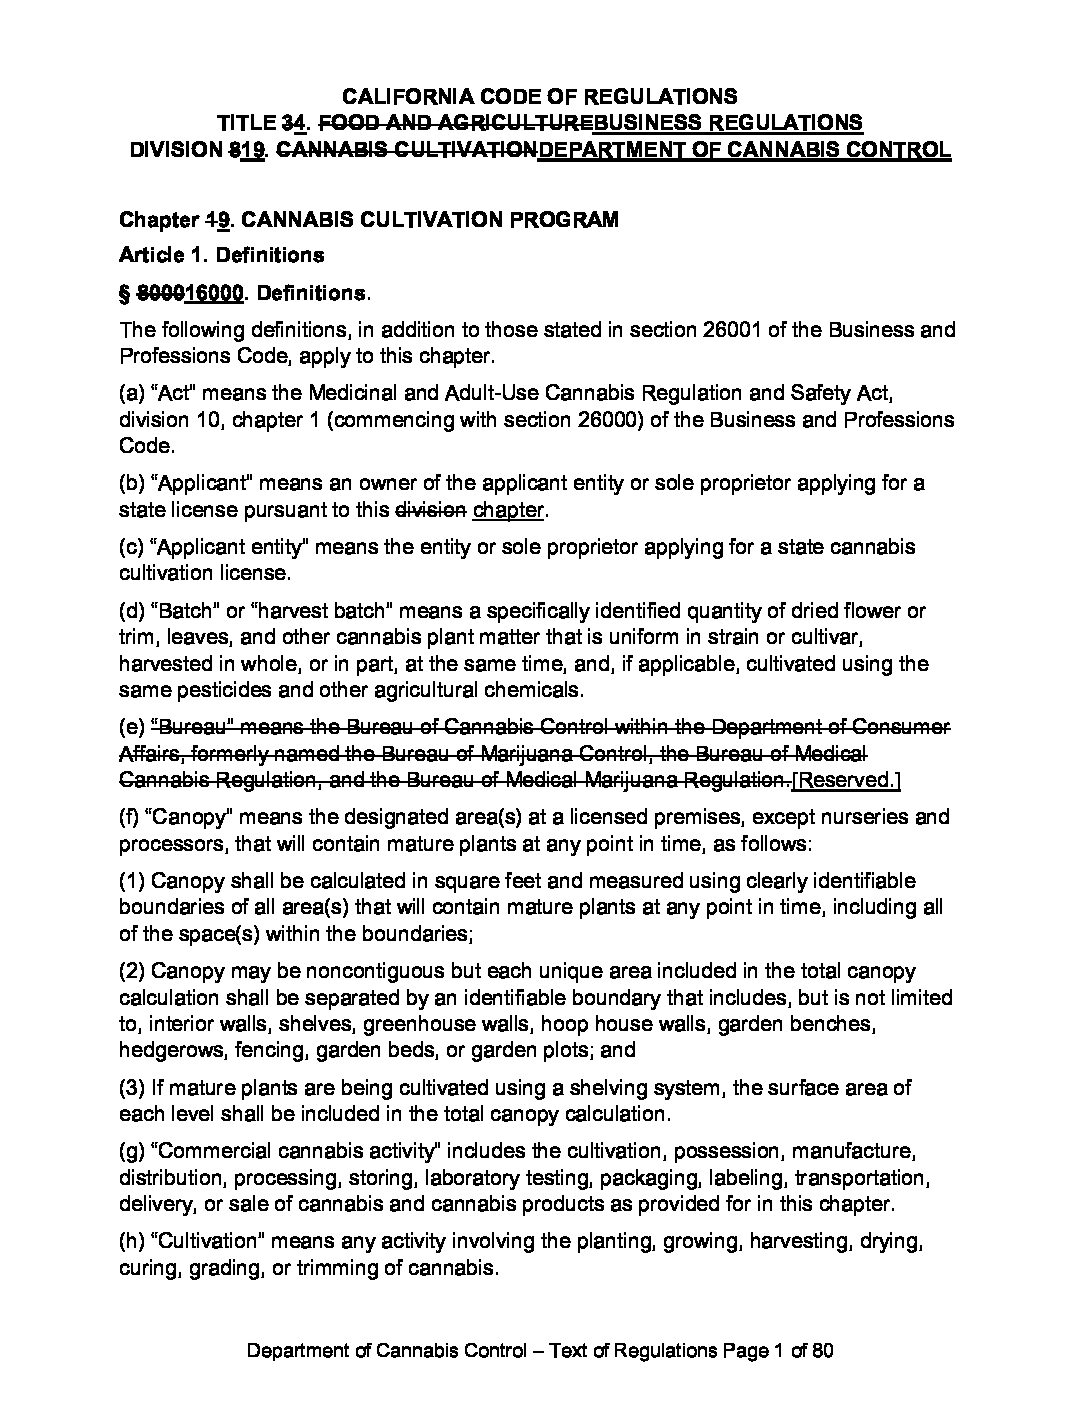 CALIFORNIA CODE OF REGULATIONS
TITLE 34. FOOD AND AGRICULTUREBUSINESS REGULATIONS
DIVISION 819. CANNABIS CULTIVATIONDEPARTMENT OF CANNABIS CONTROL
Chapter 19. CANNABIS CULTIVATION PROGRAM
Article 1. Definitions
§ 800016000. Definitions.
The following definitions, in addition to those stated in section 26001 of the Business and
Professions Code, apply to this chapter.
(a) “Act" means the Medicinal and Adult-Use Cannabis Regulation and Safety Act,
division 10, chapter 1 (commencing with section 26000) of the Business and Professions
Code.
(b) “Applicant" means an owner of the applicant entity or sole proprietor applying for a
state license pursuant to this division chapter.
(c) “Applicant entity" means the entity or sole proprietor applying for a state cannabis
cultivation license.
(d) “Batch" or “harvest batch" means a specifically identified quantity of dried flower or
trim, leaves, and other cannabis plant matter that is uniform in strain or cultivar,
harvested in whole, or in part, at the same time, and, if applicable, cultivated using the
same pesticides and other agricultural chemicals.
(e) “Bureau" means the Bureau of Cannabis Control within the Department of Consumer
Affairs, formerly named the Bureau of Marijuana Control, the Bureau of Medical
Cannabis Regulation, and the Bureau of Medical Marijuana Regulation.[Reserved.]
(f) “Canopy" means the designated area(s) at a licensed premises, except nurseries and
processors, that will contain mature plants at any point in time, as follows:
(1) Canopy shall be calculated in square feet and measured using clearly identifiable
boundaries of all area(s) that will contain mature plants at any point in time, including all
of the space(s) within the boundaries;
(2) Canopy may be noncontiguous but each unique area included in the total canopy
calculation shall be separated by an identifiable boundary that includes, but is not limited
to, interior walls, shelves, greenhouse walls, hoop house walls, garden benches,
hedgerows, fencing, garden beds, or garden plots; and
(3) If mature plants are being cultivated using a shelving system, the surface area of
each level shall be included in the total canopy calculation.
(g) “Commercial cannabis activity" includes the cultivation, possession, manufacture,
distribution, processing, storing, laboratory testing, packaging, labeling, transportation,
delivery, or sale of cannabis and cannabis products as provided for in this chapter.
(h) “Cultivation" means any activity involving the planting, growing, harvesting, drying,
curing, grading, or trimming of cannabis.
Department of Cannabis Control – Text of Regulations Page 1 of 80